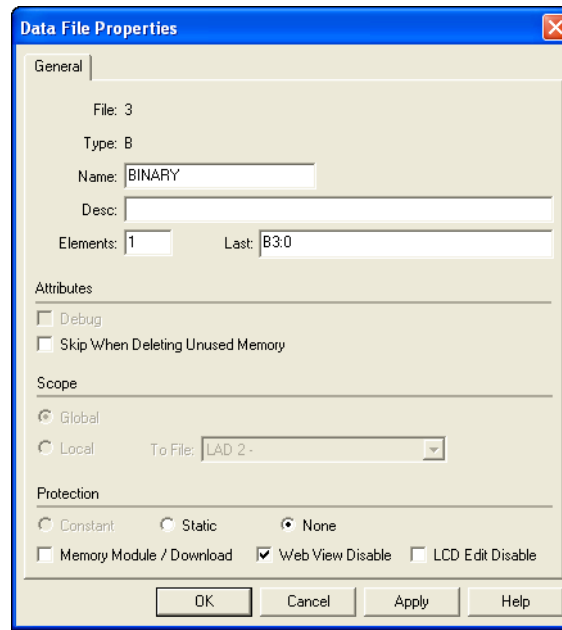 Data File Properties
General
File: 3
Type: B
Name: BINARY
Desc:
Elements: 1 Last: B3:0
Attributes
Debug
Skip When Deleting Unused Memory
Scope
Global
Local To File: LAD 2 -
Protection
Constant Static None
Memory Module / Download Web View Disable LCD Edit Disable
OK Cancel Apply Help